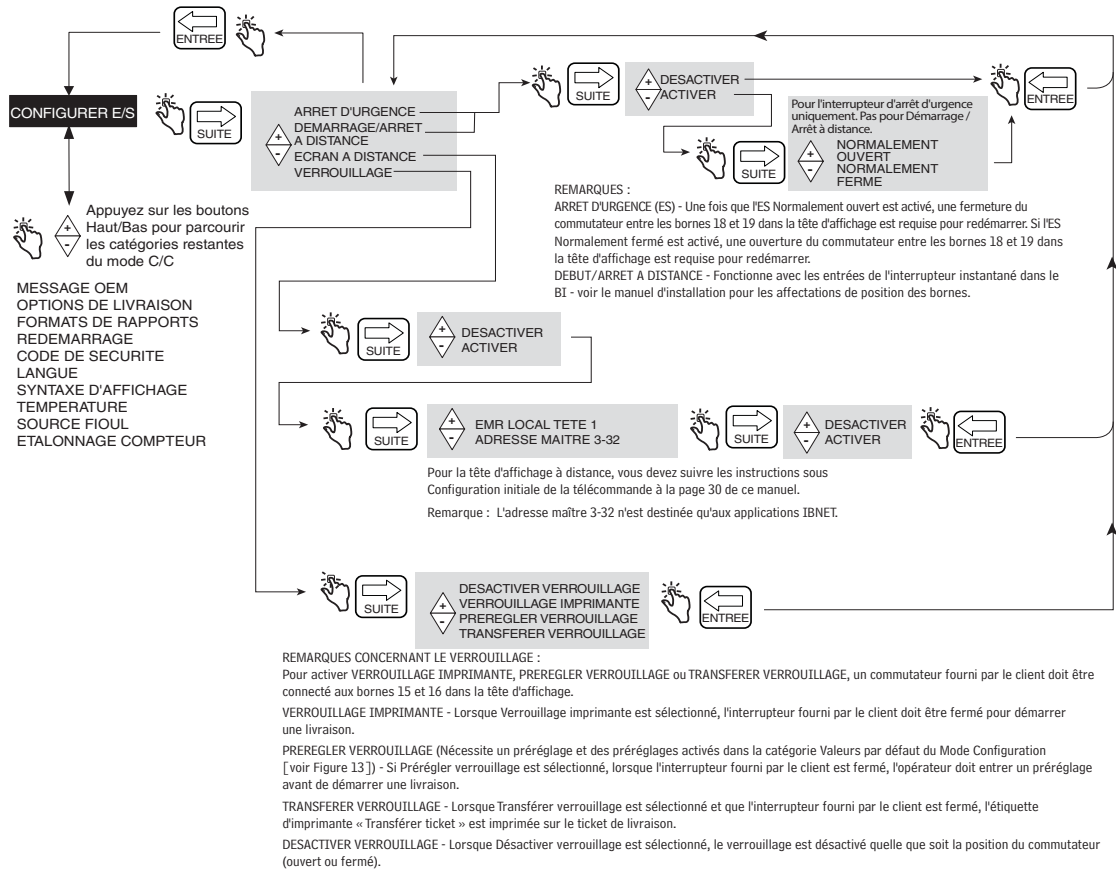 ENTREE
CONFIGURER E/S
SUITE
ARRET D'URGENCE
DEMARRAGE/ARRET
A DISTANCE
ECRAN A DISTANCE
VERROUILLAGE
+
-
SUITE
+
-
DESACTIVER
ACTIVER
ENTREE
SUITE
Pour l'interrupteur d'arrêt d'urgence
uniquement. Pas pour Démarrage /
Arrêt à distance.
+
-
NORMALEMENT
OUVERT
NORMALEMENT
FERME
+
-
Appuyez sur les boutons
Haut/Bas pour parcourir
les catégories restantes
du mode C/C
MESSAGE OEM
OPTIONS DE LIVRAISON
FORMATS DE RAPPORTS
REDEMARRAGE
CODE DE SECURITE
LANGUE
SYNTAXE D'AFFICHAGE
TEMPERATURE
SOURCE FIOUL
ETALONNAGE COMPTEUR
REMARQUES :
ARRET D'URGENCE (ES) - Une fois que l'ES Normalement ouvert est activée, une fermeture du
commutateur entre les bornes 18 et 19 dans la tête d'affichage est requise pour redémarrer. Si l'ES
Normalement fermé est activée, une ouverture du commutateur entre les bornes 18 et 19 dans
la tête d'affichage est requise pour redémarrer.
DEBUT/ARRET A DISTANCE - Fonctionne avec les entrées de l'interrupteur instantané dans le
BI - voir le manuel d'installation pour les affectations de position des bornes.
SUITE
+
-
DESACTIVER
ACTIVER
SUITE
+
-
EMR LOCAL TETE 1
ADRESSE MAITRE 3-32
SUITE
+
-
DESACTIVER
ACTIVER
ENTREE
Pour la tête d'affichage à distance, vous devez suivre les instructions sous
Configuration initiale de la télécommande à la page 30 de ce manuel.
Remarque : L'adresse maître 3-32 n'est destinée qu'aux applications IBNET.
SUITE
+
-
DESACTIVER VERROUILLAGE
VERROUILLAGE IMPRIMANTE
PREREGLER VERROUILLAGE
TRANSFERER VERROUILLAGE
ENTREE
REMARQUES CONCERNANT LE VERROUILLAGE :
Pour activer VERROUILLAGE IMPRIMANTE, PREREGLER VERROUILLAGE ou TRANSFERER VERROUILLAGE, un commutateur fourni par le client doit être
connecté aux bornes 15 et 16 dans la tête d'affichage.
VERROUILLAGE IMPRIMANTE - Lorsque Verrouillage imprimante est sélectionné, l'interrupteur fourni par le client doit être fermé pour démarrer
une livraison.
PREREGLER VERROUILLAGE (Nécessite un préréglage et des préréglages activés dans la catégorie Valeurs par défaut du Mode Configuration
[voir Figure 13]) - Si Prérégler verrouillage est sélectionné, lorsque l'interrupteur fourni par le client est fermé, l'opérateur doit entrer un préréglage
avant de démarrer une livraison.
TRANSFERER VERROUILLAGE - Lorsque Transférer verrouillage est sélectionné et que l'interrupteur fourni par le client est fermé, l'étiquette
d'imprimante « Transférer ticket » est imprimée sur le ticket de livraison.
DESACTIVER VERROUILLAGE - Lorsque Désactiver verrouillage est sélectionné, le verrouillage est désactivé quelle que soit la position du commutateur
(ouvert ou fermé).